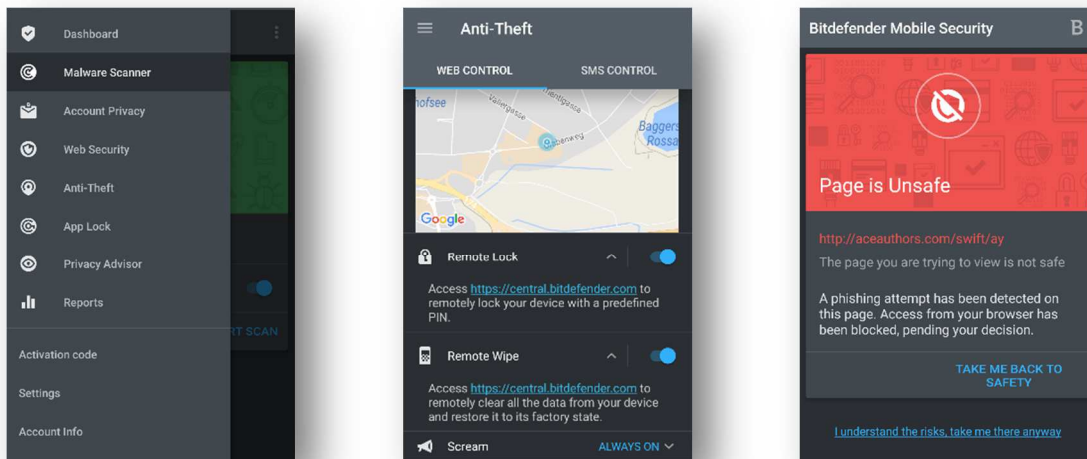 Dashboard
Malware Scanner
Account Privacy
Web Security
Anti-Theft
App Lock
Privacy Advisor
Reports
RT SCAN
Activation code
Settings
Account Info
Anti-Theft
WEB CONTROL
SMS CONTROL
hofsee
Vallergasse
Baggers
Rossa
Google
Remote Lock
Access https://central.bitdefender.com to
remotely lock your device with a predefined
PIN.
Remote Wipe
Access https://central.bitdefender.com to
remotely clear all the data from your device
and restore it to its factory state.
Scream
ALWAYS ON
Bitdefender Mobile Security
B
Page is Unsafe
http://aceauthors.com/swift/ay
The page you are trying to view is not safe
A phishing attempt has been detected on
this page. Access from your browser has
been blocked, pending your decision.
TAKE ME BACK TO
SAFETY
I understand the risks, take me there anyway